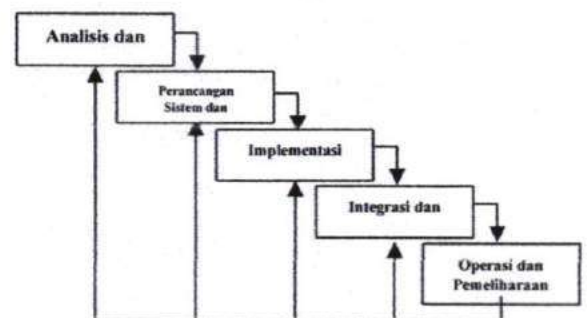 Analisis dan
Perancangan
Sistem dan
Implementasi
Integrasi dan
Operasi dan
Pemeliharaan